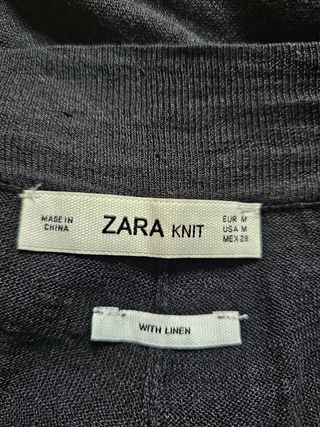 MADE IN
CHINA
ZARA KNIT
EUR M
USA M
MEX 28
WITH LINEN